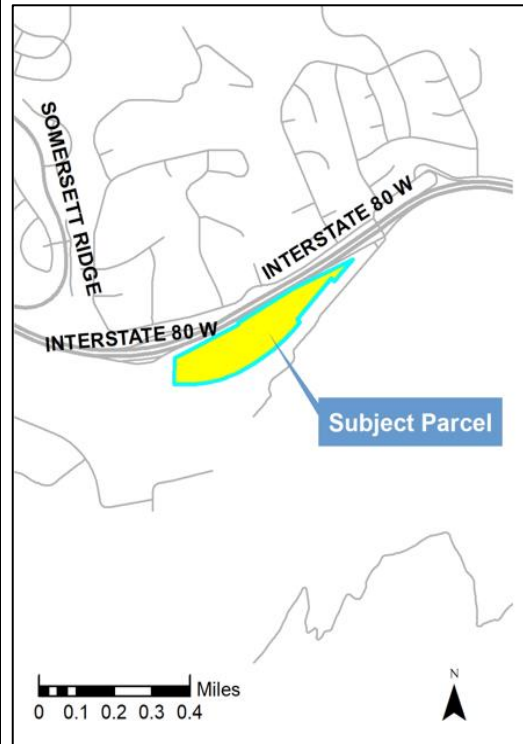 SOMERSETT RIDGE
INTERSTATE 80 W
INTERSTATE 80 W
Subject Parcel
N
Miles
0 0.1 0.2 0.3 0.4